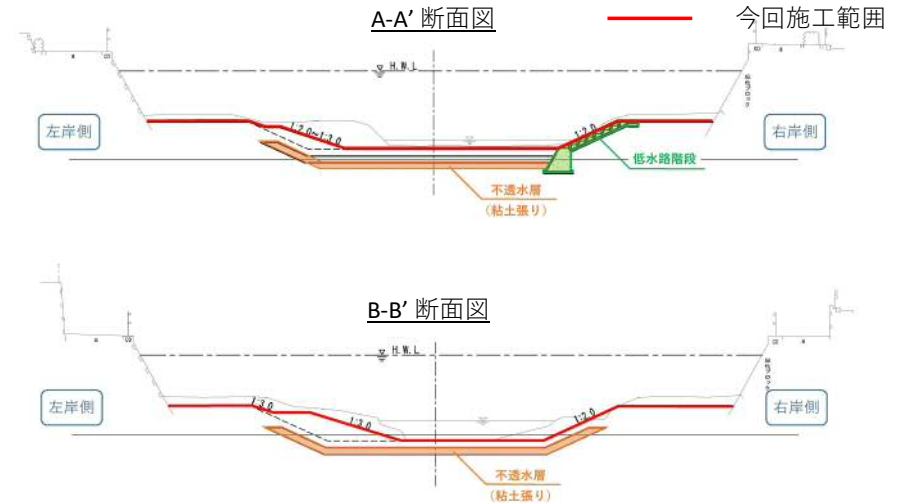 A-A’ 断面図
今回施工範囲
H.W.L
左岸側
1:2.0~1:3.0
1:2.0
右岸側
低水路階段
不透水層
(粘土張り)
B-B’ 断面図
H.W.L
左岸側
1:3.0
1:3.0
1:2.0
右岸側
不透水層
(粘土張り)